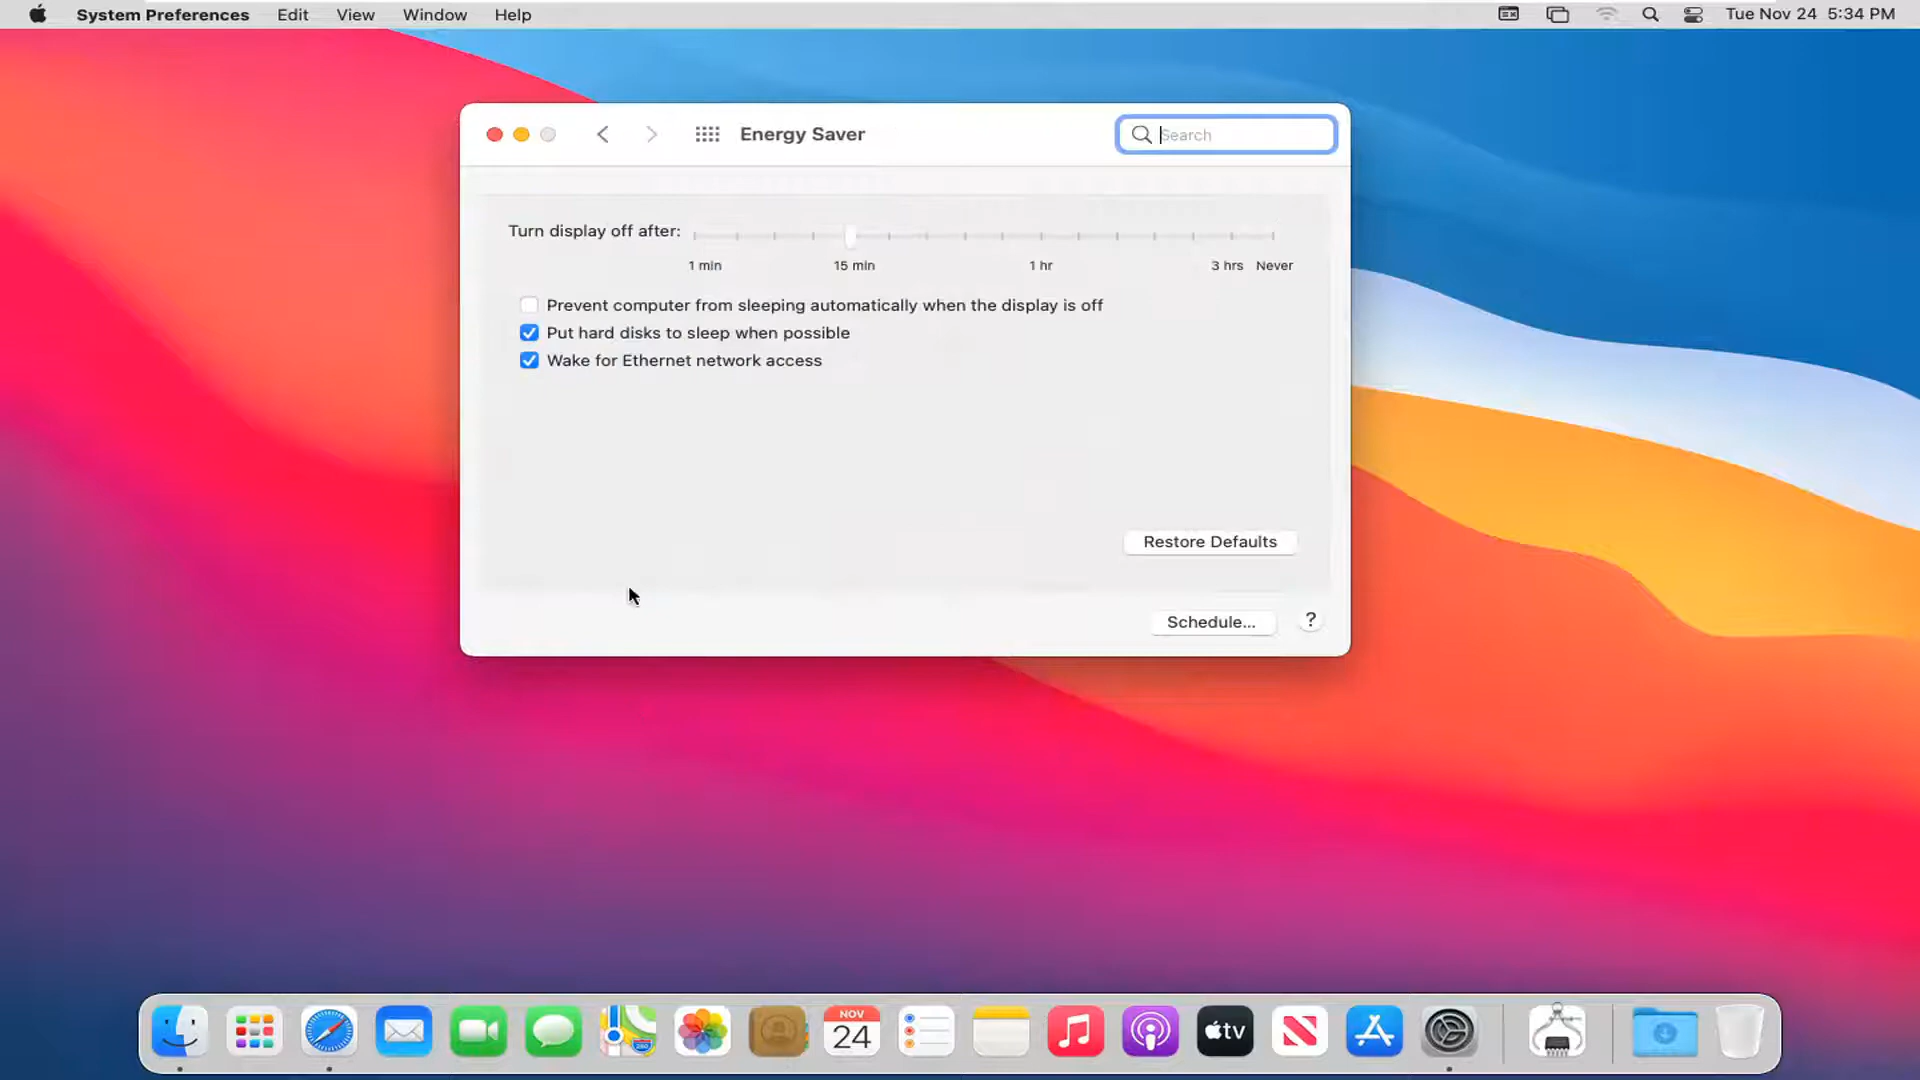 System Preferences Edit View Window Help Tue Nov 24 5:34 PM
Energy Saver Search
Turn display off after:
1 min 15 min 1 hr 3 hrs Never
Prevent computer from sleeping automatically when the display is off
Put hard disks to sleep when possible
Wake for Ethernet network access
Restore Defaults
Schedule... ?
NOV
24
tv
280